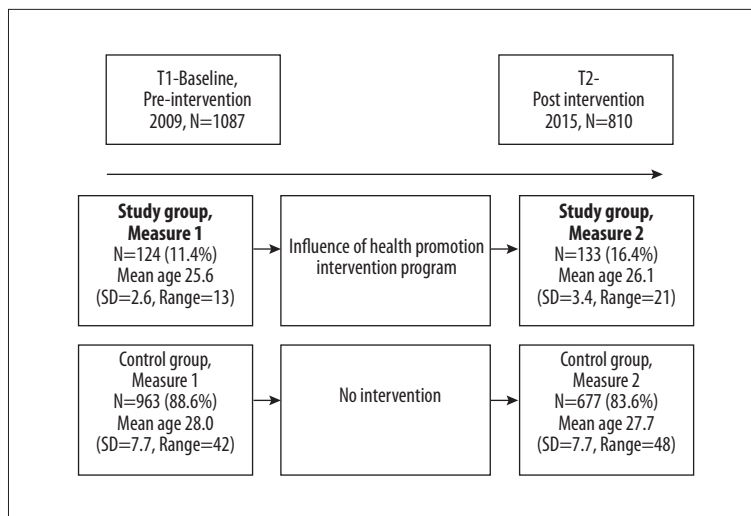 T1-Baseline,
Pre-intervention
2009, N=1087
T2-
Post intervention
2015, N=810
Study group,
Measure 1
N=124 (11.4%)
Mean age 25.6
(SD=2.6, Range=13)
Influence of health promotion
intervention program
Study group,
Measure 2
N=133 (16.4%)
Mean age 26.1
(SD=3.4, Range=21)
Control group,
Measure 1
N=963 (88.6%)
Mean age 28.0
(SD=7.7, Range=42)
No intervention
Control group,
Measure 2
N=677 (83.6%)
Mean age 27.7
(SD=7.7, Range=48)